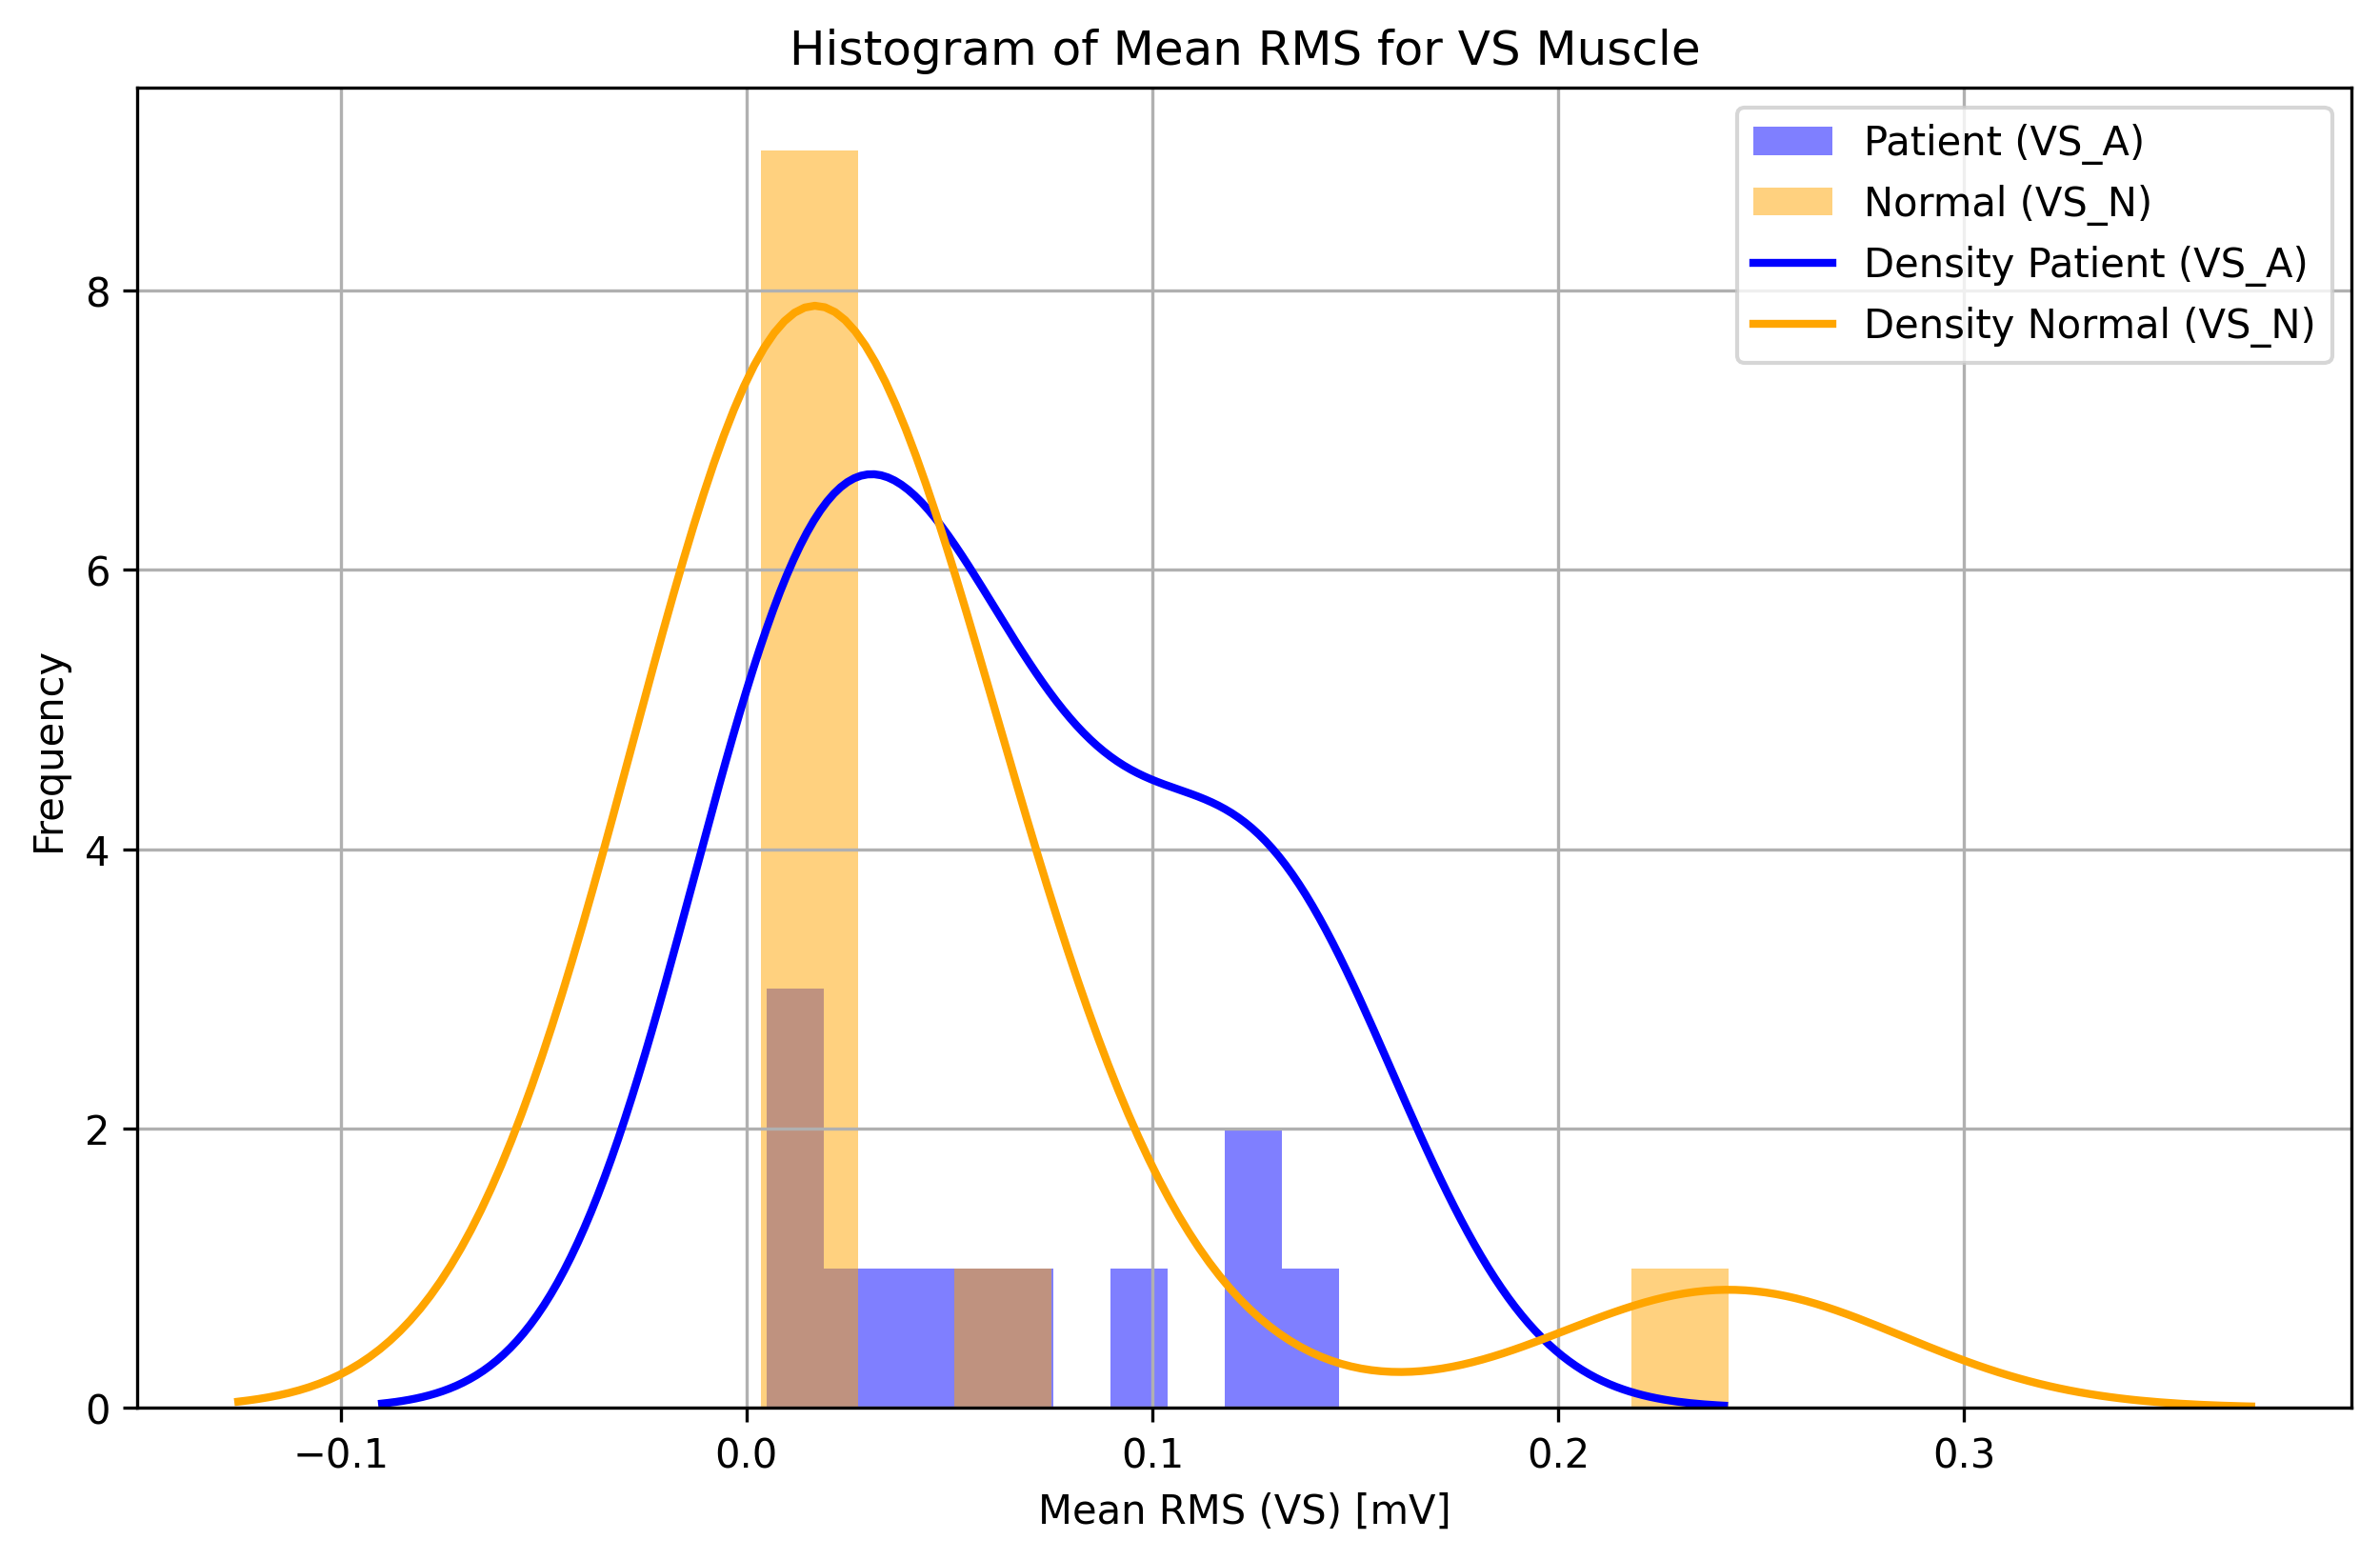 Histogram of Mean RMS for VS Muscle
Patient (VS_A)
Normal (VS_N)
Density Patient (VS_A)
Density Normal (VS_N)
Frequency
8
6
4
2
0
−0.1 0.0 0.1 0.2 0.3
Mean RMS (VS) [mV]